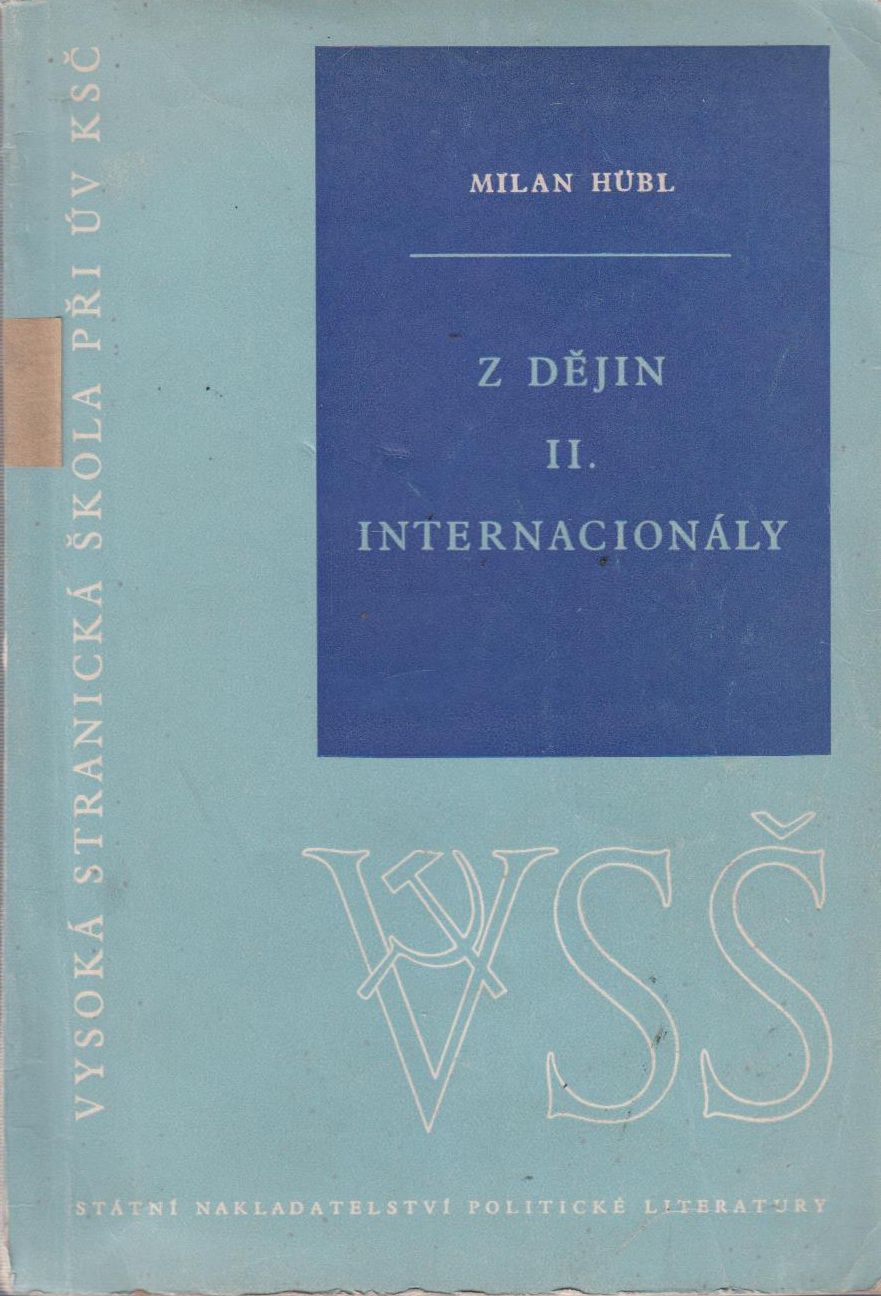 VYSOKÁ STRANICKÁ ŠKOLA PŘI ÚV KSČ
MILAN HÜBL
Z DĚJIN
II.
INTERNACIONÁLY
VSŠ
STÁTNÍ NAKLADATELSTVÍ POLITICKÉ LITERATURY